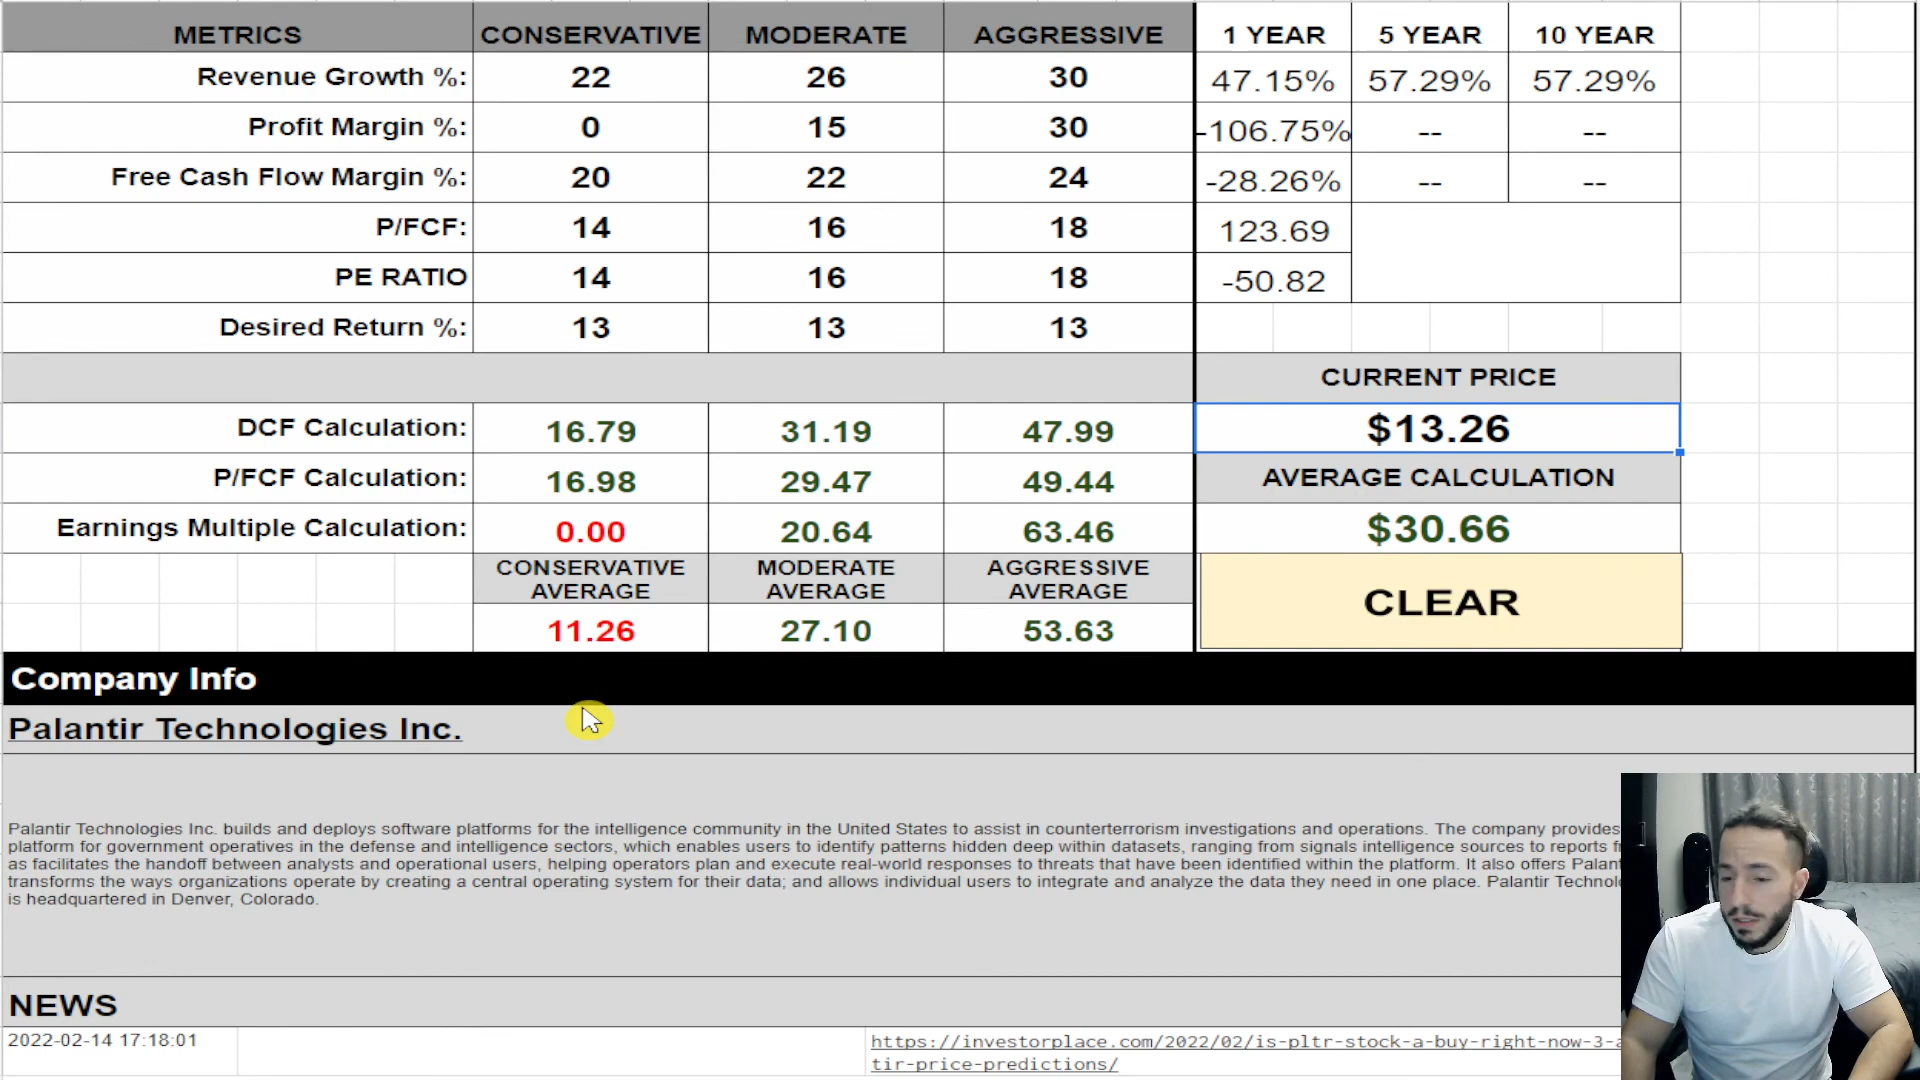 METRICS CONSERVATIVE MODERATE AGGRESSIVE 1 YEAR 5 YEAR 10 YEAR
Revenue Growth %: 22 26 30 47.15% 57.29% 57.29%
Profit Margin %: 0 15 30 -106.75% -- --
Free Cash Flow Margin %: 20 22 24 -28.26% -- --
P/FCF: 14 16 18 123.69
PE RATIO 14 16 18 -50.82
Desired Return %: 13 13 13
CURRENT PRICE
DCF Calculation: 16.79 31.19 47.99 $13.26
P/FCF Calculation: 16.98 29.47 49.44 AVERAGE CALCULATION
Earnings Multiple Calculation: 0.00 20.64 63.46 $30.66
CONSERVATIVE MODERATE AGGRESSIVE
AVERAGE AVERAGE AVERAGE
CLEAR
11.26 27.10 53.63
Company Info
Palantir Technologies Inc.
Palantir Technologies Inc. builds and deploys software platforms for the intelligence community in the United States to assist in counterterrorism investigations and operations. The company provides
platform for government operatives in the defense and intelligence sectors, which enables users to identify patterns hidden deep within datasets, ranging from signals intelligence sources to reports
as facilitates the handoff between analysts and operational users, helping operators plan and execute real-world responses to threats that have been identified within the platform. It also offers
transforms the ways organizations operate by creating a central operating system for their data; and allows individual users to integrate and analyze the data they need in one place. Palantir
is headquartered in Denver, Colorado.
NEWS
2022-02-14 17:18:01 https://investorplace.com/2022/02/is-pltr-stock-a-buy-right-now-3-
tir-price-predictions/